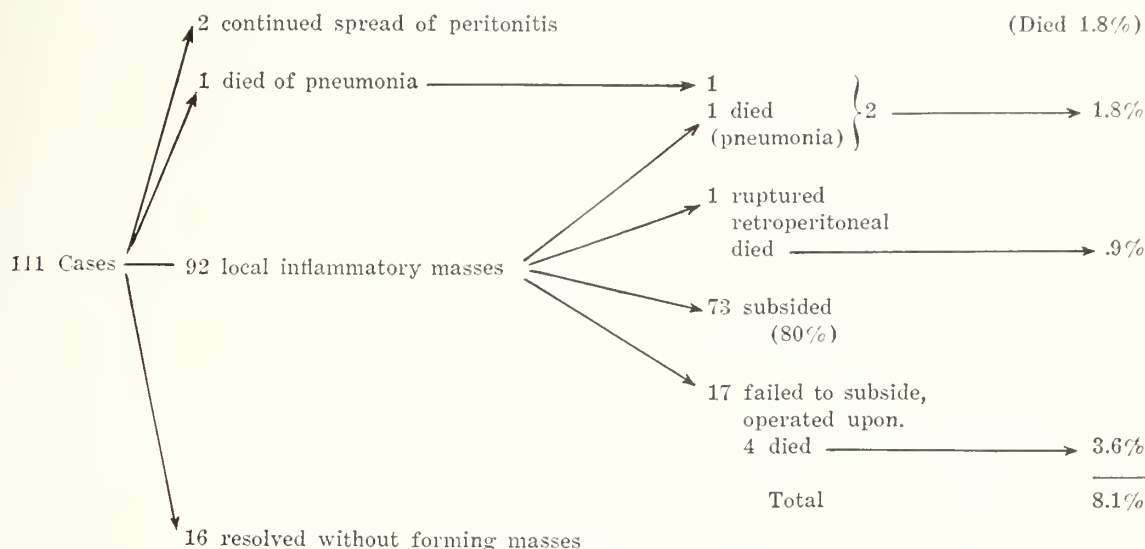 2 continued spread of peritonitis (Died 1.8%)
1 died of pneumonia 1
1 died 2 1.8%
(pneumonia)
1 ruptured
retroperitoneal
died .9%
111 Cases 92 local inflammatory masses
73 subsided
(80%)
17 failed to subside,
operated upon.
4 died 3.6%
Total 8.1%
16 resolved without forming masses